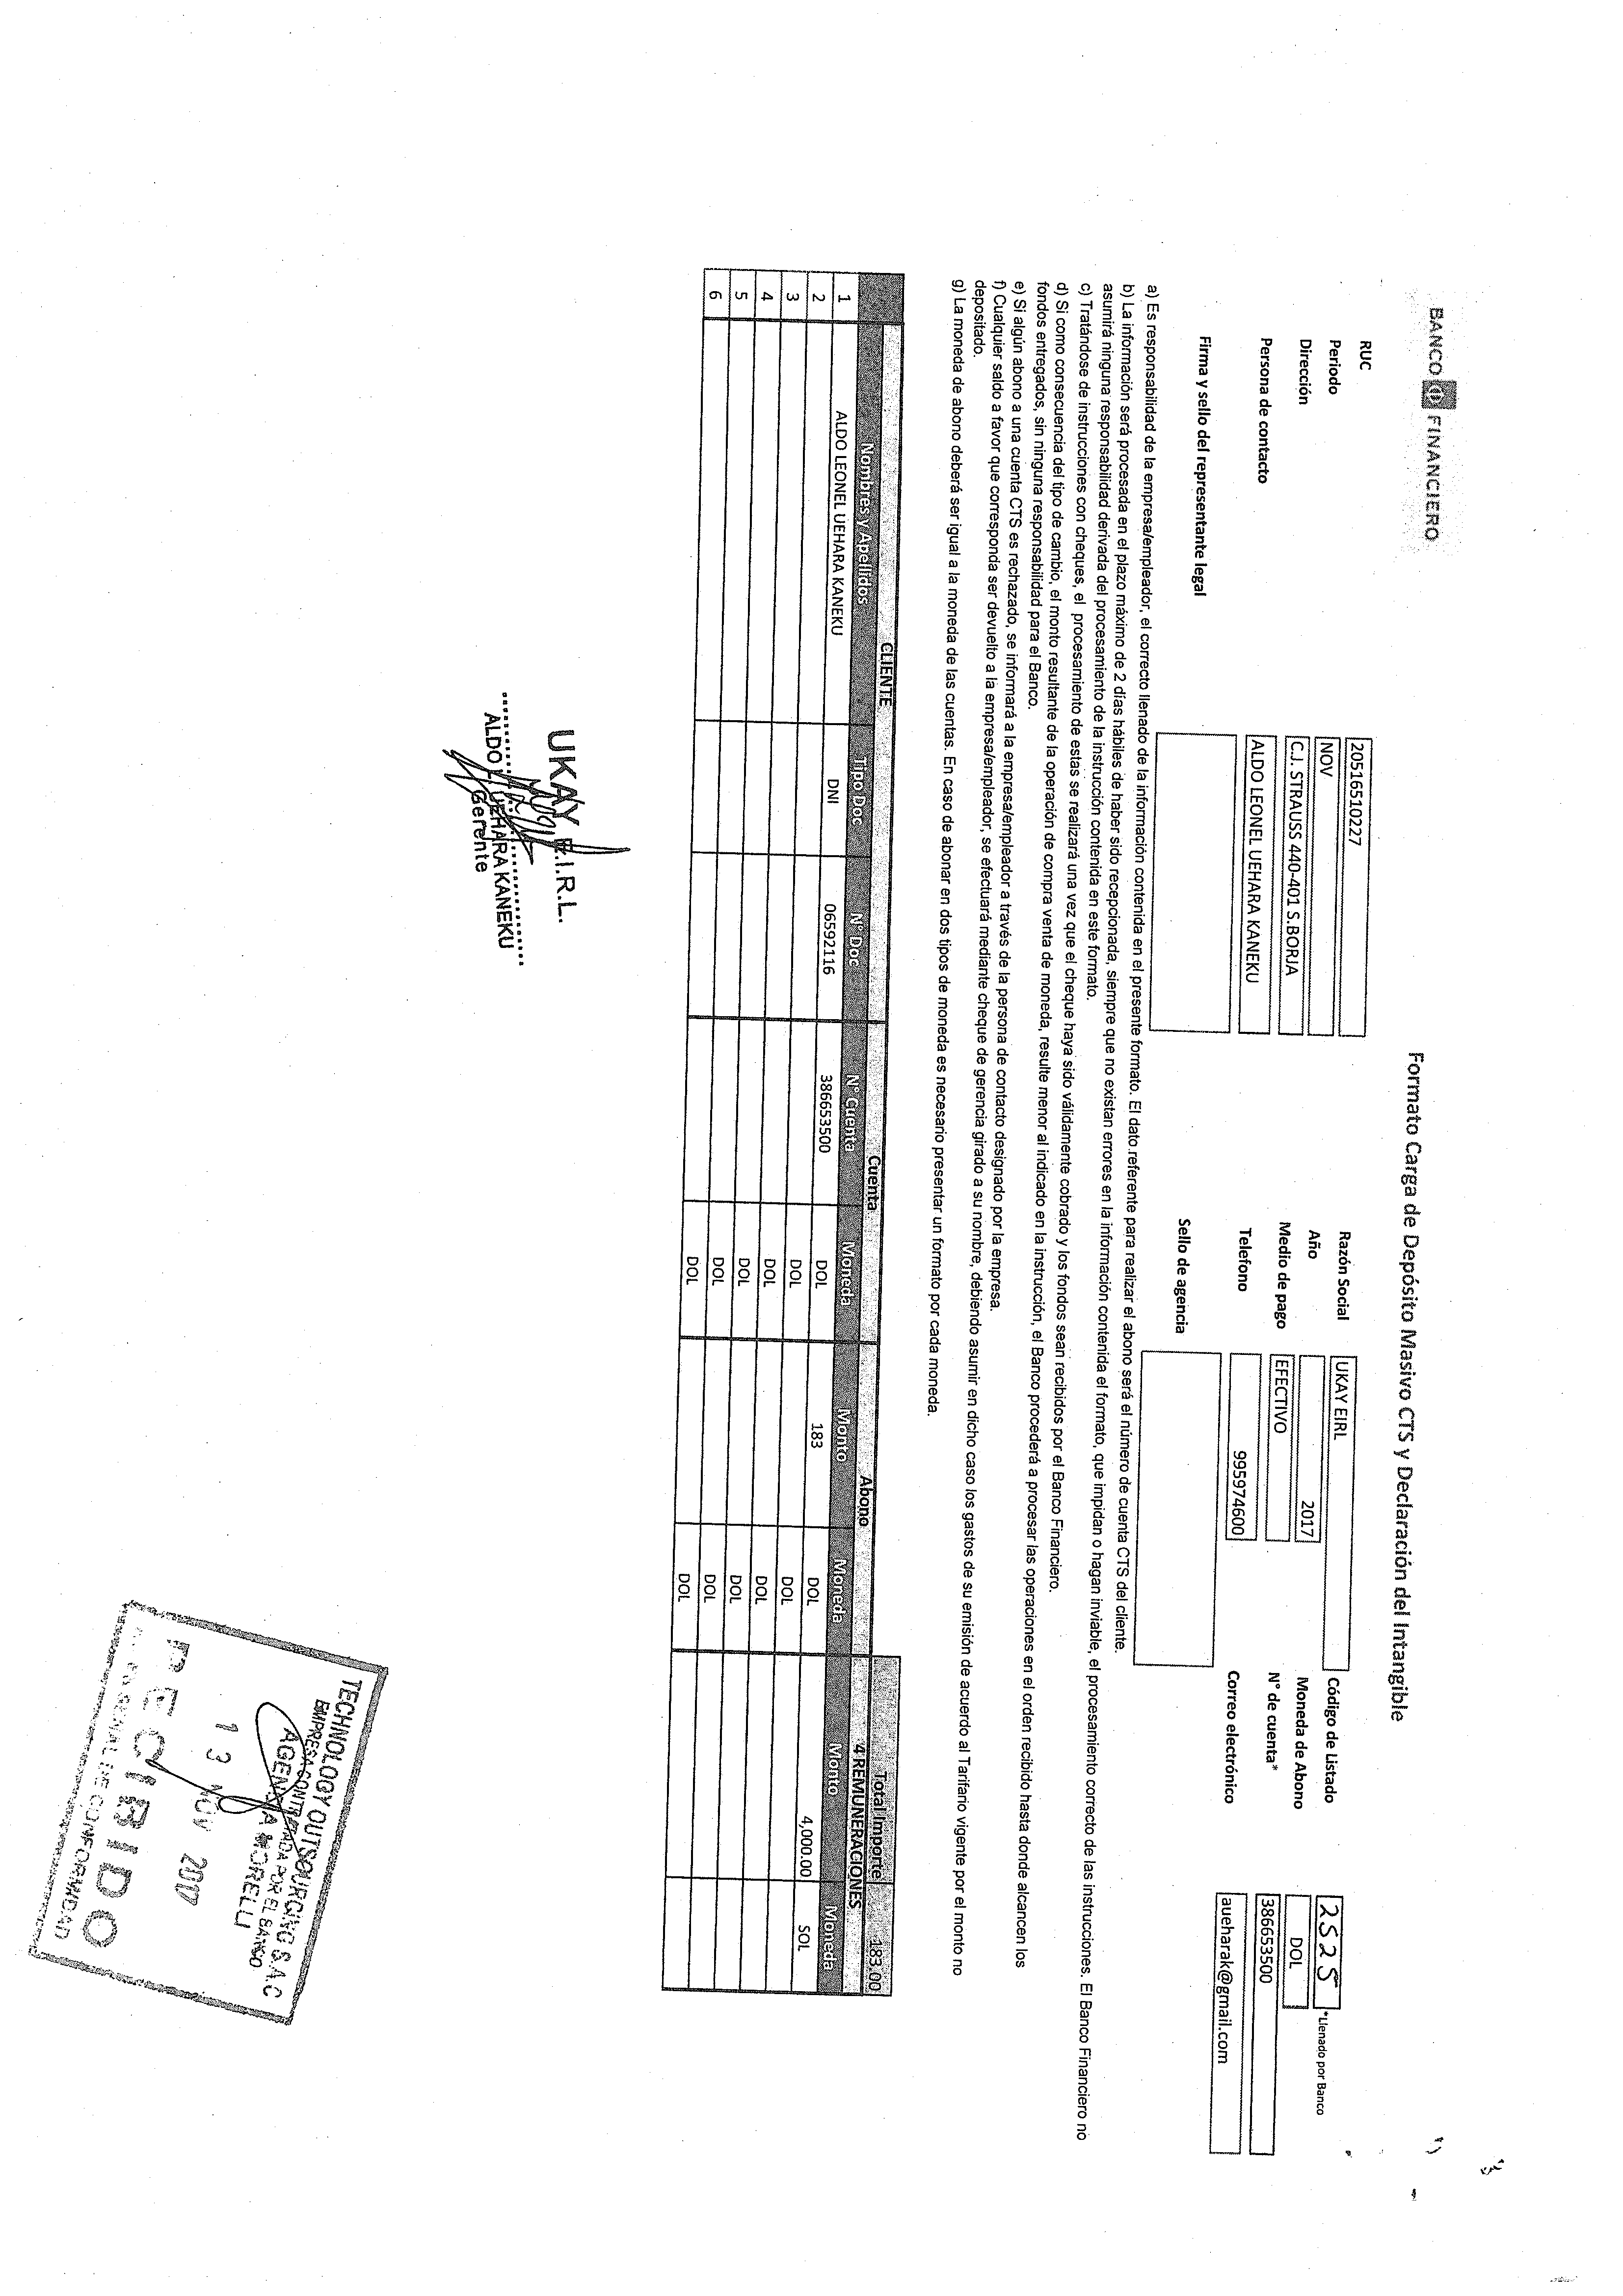 BANCO FINANCIERO
Formato Carga de Depósito Masivo CTS y Declaración del Intangible
RUC 20516510227 Razón Social UKAY EIRL Código de Listado 2525 *Llenado por Banco
Periodo NOV Año 2017 Moneda de Abono DOL
Dirección C.J. STRAUSS 440-401 S.BORJA Medio de pago EFECTIVO N° de cuenta* 386653500
Persona de contacto ALDO LEONEL UEHARA KANEKU Telefono 995974600 Correo electrónico aueharak@gmail.com
Firma y sello del representante legal Sello de agencia
a) Es responsabilidad de la empresa/empleador, el correcto llenado de la información contenida en el presente formato. El dato referente para realizar el abono será el número de cuenta CTS del cliente.
b) La información será procesada en el plazo máximo de 2 días hábiles de haber sido recepcionada, siempre que no existan errores en la información contenida el formato, que impidan o hagan inviable, el procesamiento correcto de las instrucciones. El Banco Financiero no
asumirá ninguna responsabilidad derivada del procesamiento de la instrucción contenida en este formato.
c) Tratándose de instrucciones con cheques, el procesamiento de estas se realizará una vez que el cheque haya sido válidamente cobrado y los fondos sean recibidos por el Banco Financiero.
d) Si como consecuencia del tipo de cambio, el monto resultante de la operación de compra venta de moneda, resulte menor al indicado en la instrucción, el Banco procederá a procesar las operaciones en el orden recibido hasta donde alcancen los
fondos entregados, sin ninguna responsabilidad para el Banco.
e) Si algún abono a una cuenta CTS es rechazado, se informará a la empresa/empleador a través de la persona de contacto designado por la empresa.
f) Cualquier saldo a favor que corresponda ser devuelto a la empresa/empleador, se efectuará mediante cheque de gerencia girado a su nombre, debiendo asumir en dicho caso los gastos de su emisión de acuerdo al Tarifario vigente por el monto no
depositado.
g) La moneda de abono deberá ser igual a la moneda de las cuentas. En caso de abonar en dos tipos de moneda es necesario presentar un formato por cada moneda.
Total Importe 183.00
CLIENTE Cuenta Abono 4 REMUNERACIONES
Nombres y Apellidos Tipo Doc N° Doc N° Cuenta Moneda Monto Moneda Monto Moneda
1 ALDO LEONEL UEHARA KANEKU DNI 06592116 386653500 DOL 183 DOL 4,000.00 SOL
2 DOL DOL
3 DOL DOL
4 DOL DOL
5 DOL DOL
6 DOL DOL
UKAY E.I.R.L.
ALDO L. UEHARA KANEKU
Gerente
TECHNOLOGY OUTSOURCING S.A.C
EMPRESA CONTRATADA POR EL BANCO
AGENCIA MORELLI
13 NOV 2017
RECIBIDO
SEÑAL DE CONFORMIDAD